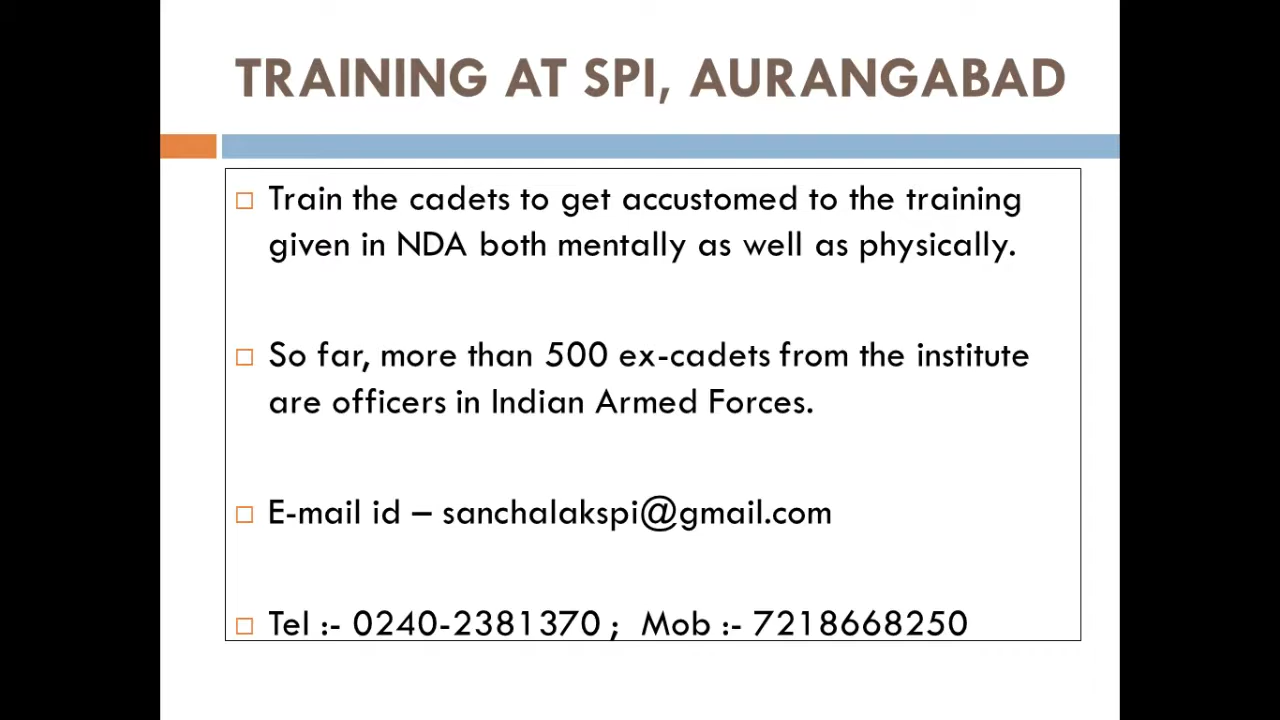 TRAINING AT SPI, AURANGABAD
Train the cadets to get accustomed to the training
given in NDA both mentally as well as physically.
So far, more than 500 ex-cadets from the institute
are officers in Indian Armed Forces.
E-mail id – sanchalakspi@gmail.com
Tel :- 0240-2381370 ; Mob :- 7218668250